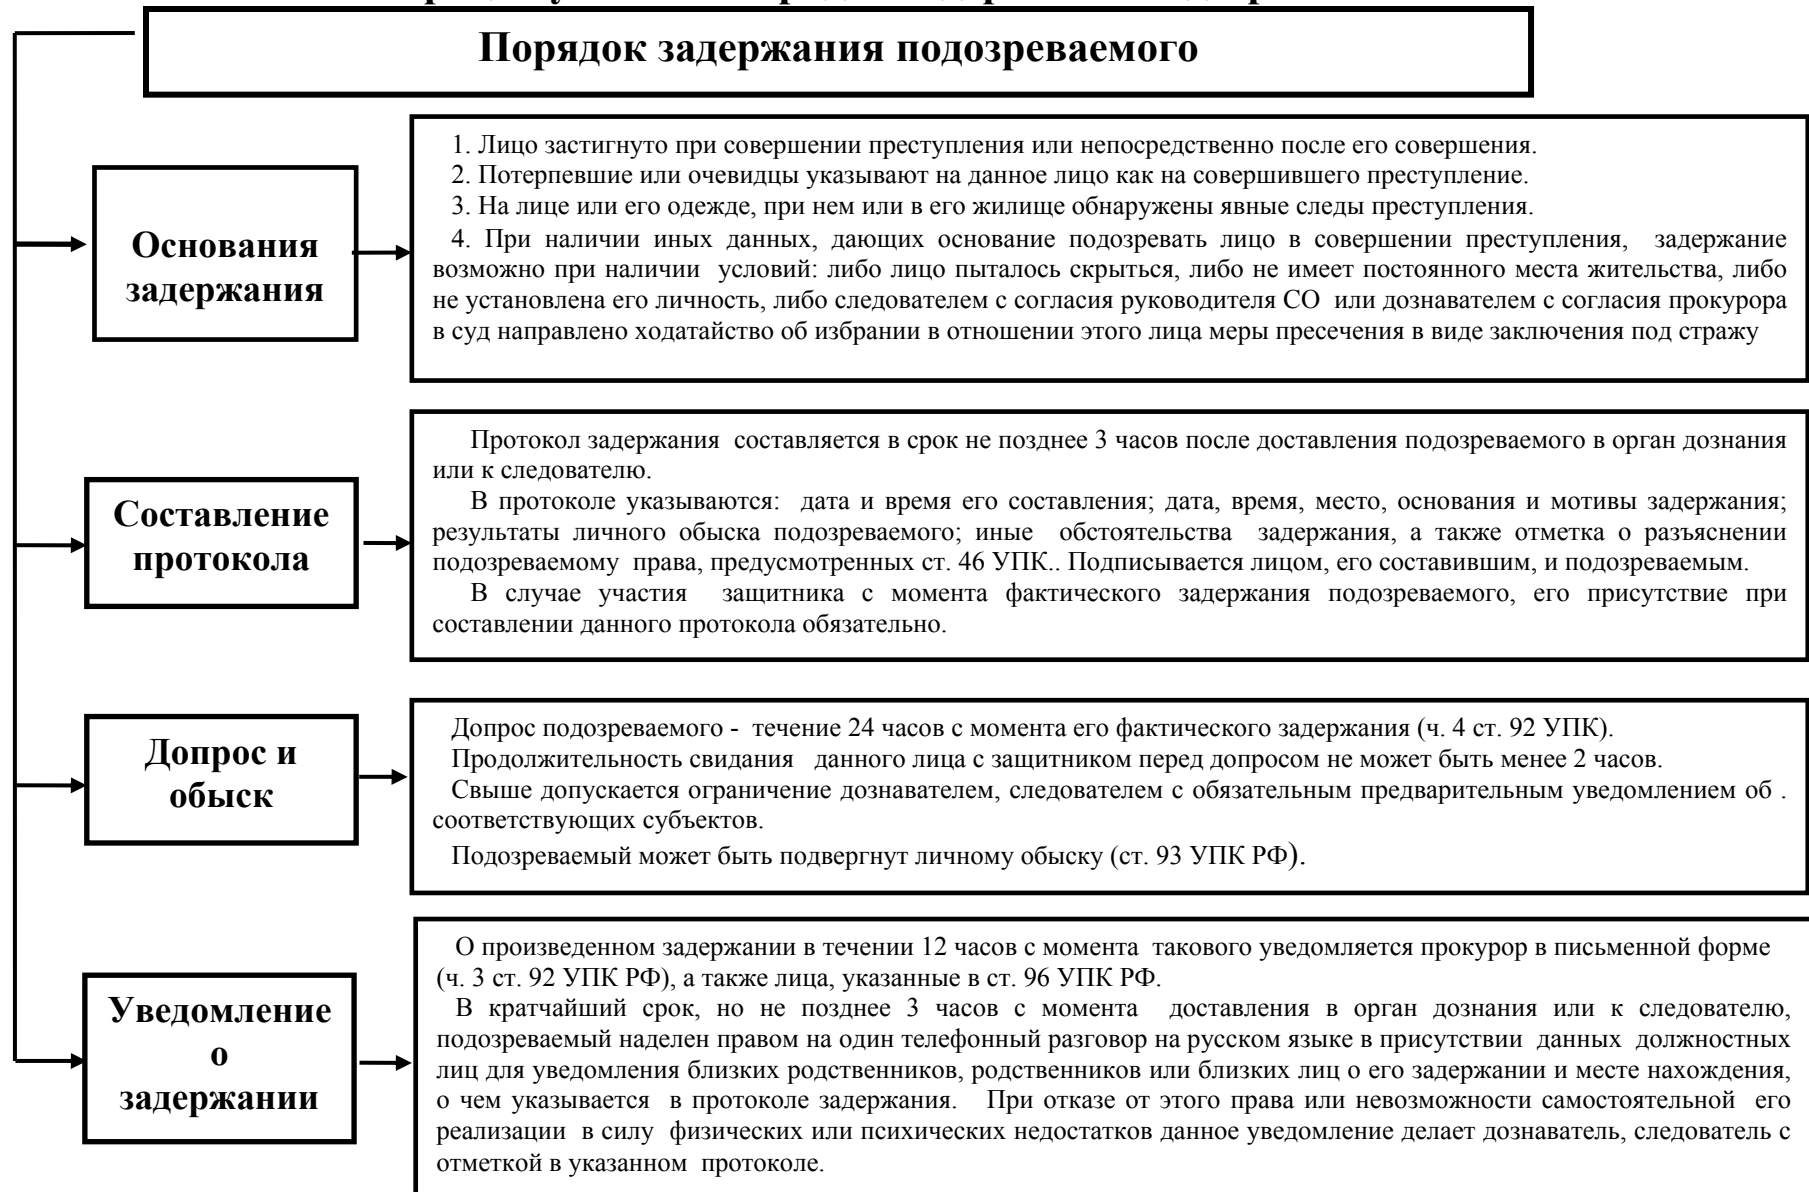 Порядок задержания подозреваемого
Основания
задержания
1. Лицо застигнуто при совершении преступления или непосредственно после его совершения.
2. Потерпевшие или очевидцы указывают на данное лицо как на совершившего преступление.
3. На лице или его одежде, при нем или в его жилище обнаружены явные следы преступления.
4. При наличии иных данных, дающих основание подозревать лицо в совершении преступления, задержание
возможно при наличии условий: либо лицо пыталось скрыться, либо не имеет постоянного места жительства, либо
не установлена его личность, либо следователем с согласия руководителя СО или дознавателем с согласия прокурора
в суд направлено ходатайство об избрании в отношении этого лица меры пресечения в виде заключения под стражу
Составление
протокола
Протокол задержания составляется в срок не позднее 3 часов после доставления подозреваемого в орган дознания
или к следователю.
В протоколе указываются: дата и время его составления; дата, время, место, основания и мотивы задержания;
результаты личного обыска подозреваемого; иные обстоятельства задержания, а также отметка о разъяснении
подозреваемому права, предусмотренных ст. 46 УПК.. Подписывается лицом, его составившим, и подозреваемым.
В случае участия защитника с момента фактического задержания подозреваемого, его присутствие при
составлении данного протокола обязательно.
Допрос и
обыск
Допрос подозреваемого - течение 24 часов с момента его фактического задержания (ч. 4 ст. 92 УПК).
Продолжительность свидания данного лица с защитником перед допросом не может быть менее 2 часов.
Свыше допускается ограничение дознавателем, следователем с обязательным предварительным уведомлением об .
соответствующих субъектов.
Подозреваемый может быть подвергнут личному обыску (ст. 93 УПК РФ).
Уведомление
о
задержании
О произведенном задержании в течении 12 часов с момента такового уведомляется прокурор в письменной форме
(ч. 3 ст. 92 УПК РФ), а также лица, указанные в ст. 96 УПК РФ.
В кратчайший срок, но не позднее 3 часов с момента доставления в орган дознания или к следователю,
подозреваемый наделен правом на один телефонный разговор на русском языке в присутствии данных должностных
лиц для уведомления близких родственников, родственников или близких лиц о его задержании и месте нахождения,
о чем указывается в протоколе задержания. При отказе от этого права или невозможности самостоятельной его
реализации в силу физических или психических недостатков данное уведомление делает дознаватель, следователь с
отметкой в указанном протоколе.